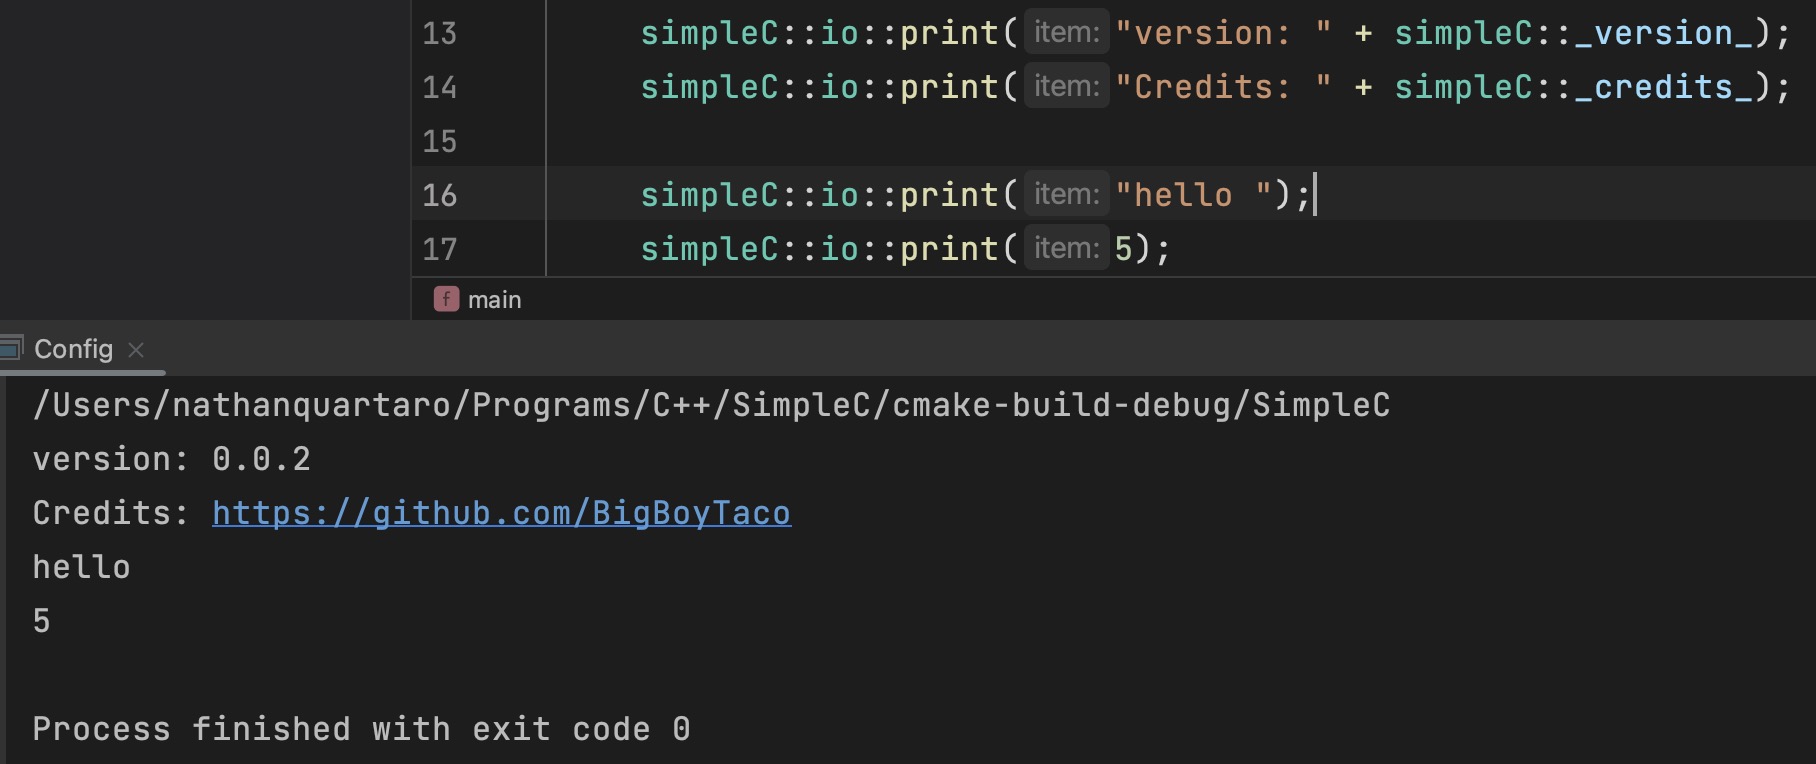 13 simpleC::io::print( item: "version: " + simpleC::_version_);
14 simpleC::io::print( item: "Credits: " + simpleC::_credits_);
15
16 simpleC::io::print( item: "hello ");
17 simpleC::io::print( item: 5);
f main
Config ×
/Users/nathanquartaro/Programs/C++/SimpleC/cmake-build-debug/SimpleC
version: 0.0.2
Credits: https://github.com/BigBoyTaco
hello
5
Process finished with exit code 0